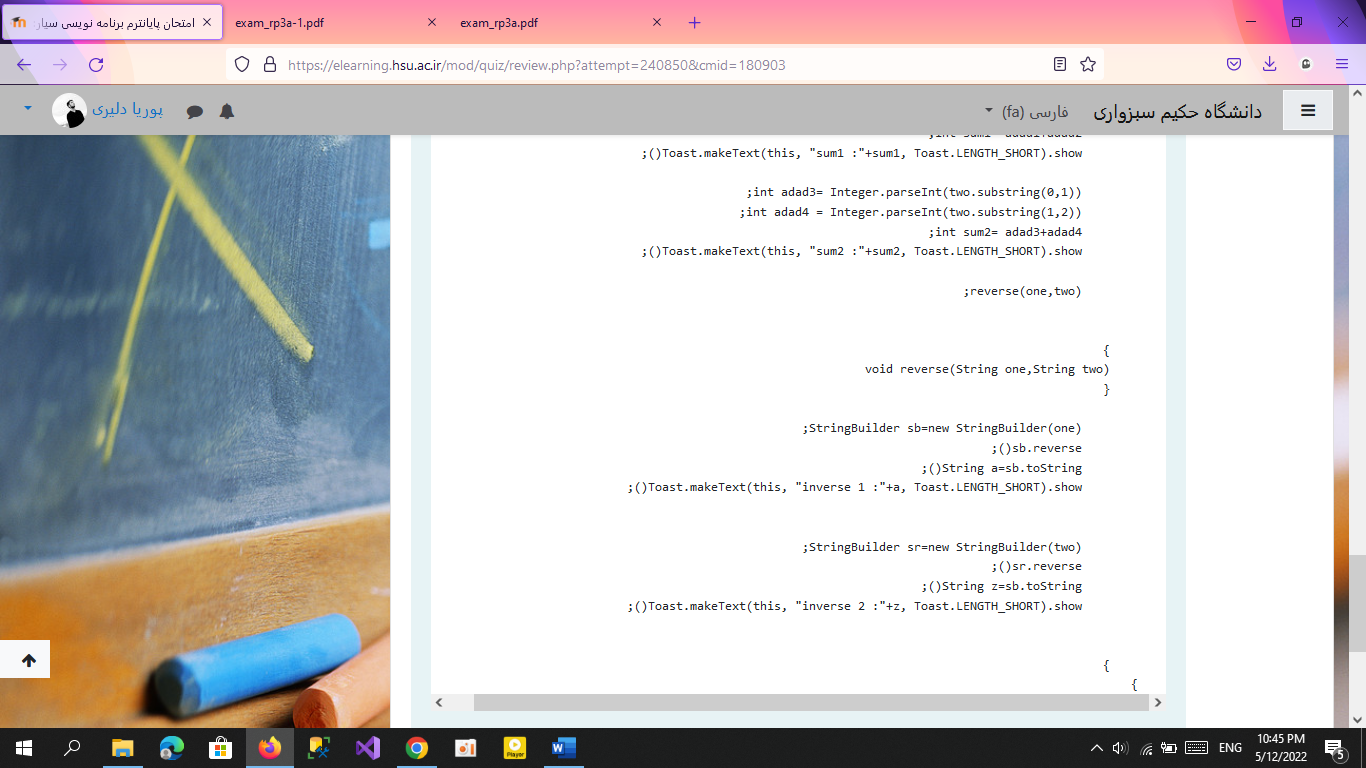 امتحان پایانترم برنامه نویسی سیار:
exam_rp3a-1.pdf
exam_rp3a.pdf
https://elearning.hsu.ac.ir/mod/quiz/review.php?attempt=240850&cmid=180903
دانشگاه حکیم سبزواری
فارسی (fa)
پوریا دلیری
;()Toast.makeText(this, "sum1 :"+sum1, Toast.LENGTH_SHORT).show
;int adad3= Integer.parseInt(two.substring(0,1))
;int adad4 = Integer.parseInt(two.substring(1,2))
;int sum2= adad3+adad4
;()Toast.makeText(this, "sum2 :"+sum2, Toast.LENGTH_SHORT).show
;reverse(one,two)
{
void reverse(String one,String two)
}
;StringBuilder sb=new StringBuilder(one)
;()sb.reverse
;()String a=sb.toString
;()Toast.makeText(this, "inverse 1 :"+a, Toast.LENGTH_SHORT).show
;StringBuilder sr=new StringBuilder(two)
;()sr.reverse
;()String z=sb.toString
;()Toast.makeText(this, "inverse 2 :"+z, Toast.LENGTH_SHORT).show
{
{
Player
ENG
10:45 PM
5/12/2022
5